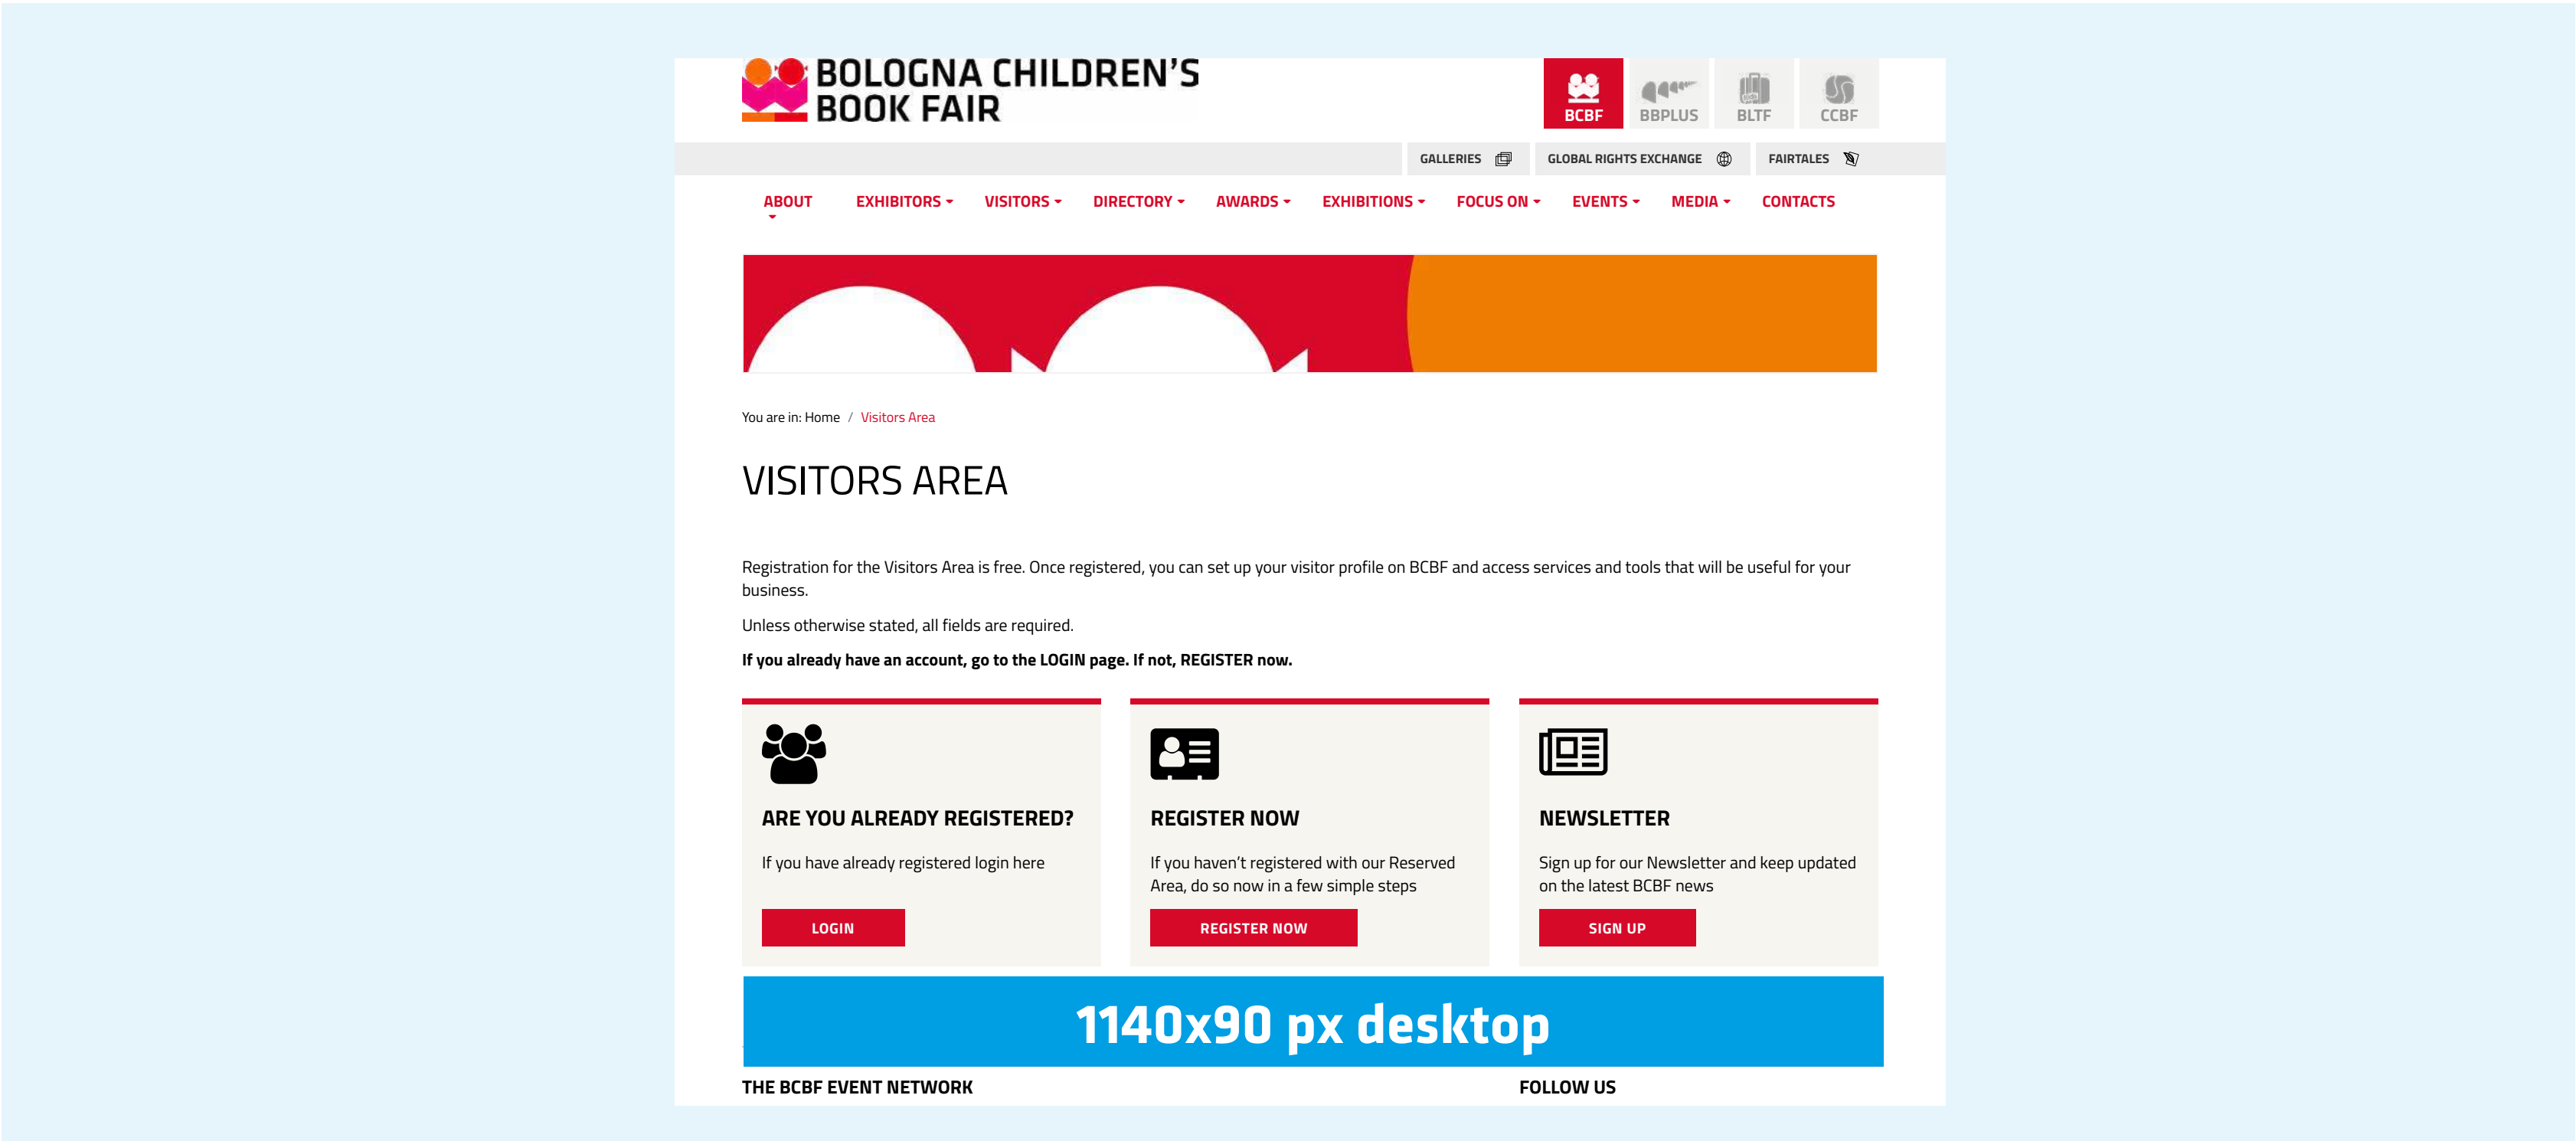 BOLOGNA CHILDREN'S
BOOK FAIR
BCBF
BBPLUS
BLTF
CCBF
GALLERIES
GLOBAL RIGHTS EXCHANGE
FAIRTALES
ABOUT
EXHIBITORS
VISITORS
DIRECTORY
AWARDS
EXHIBITIONS
FOCUS ON
EVENTS
MEDIA
CONTACTS
You are in: Home / Visitors Area
VISITORS AREA
Registration for the Visitors Area is free. Once registered, you can set up your visitor profile on BCBF and access services and tools that will be useful for your
business.
Unless otherwise stated, all fields are required.
If you already have an account, go to the LOGIN page. If not, REGISTER now.
ARE YOU ALREADY REGISTERED?
If you have already registered login here
LOGIN
REGISTER NOW
If you haven't registered with our Reserved
Area, do so now in a few simple steps
REGISTER NOW
NEWSLETTER
Sign up for our Newsletter and keep updated
on the latest BCBF news
SIGN UP
1140x90 px desktop
THE BCBF EVENT NETWORK
FOLLOW US